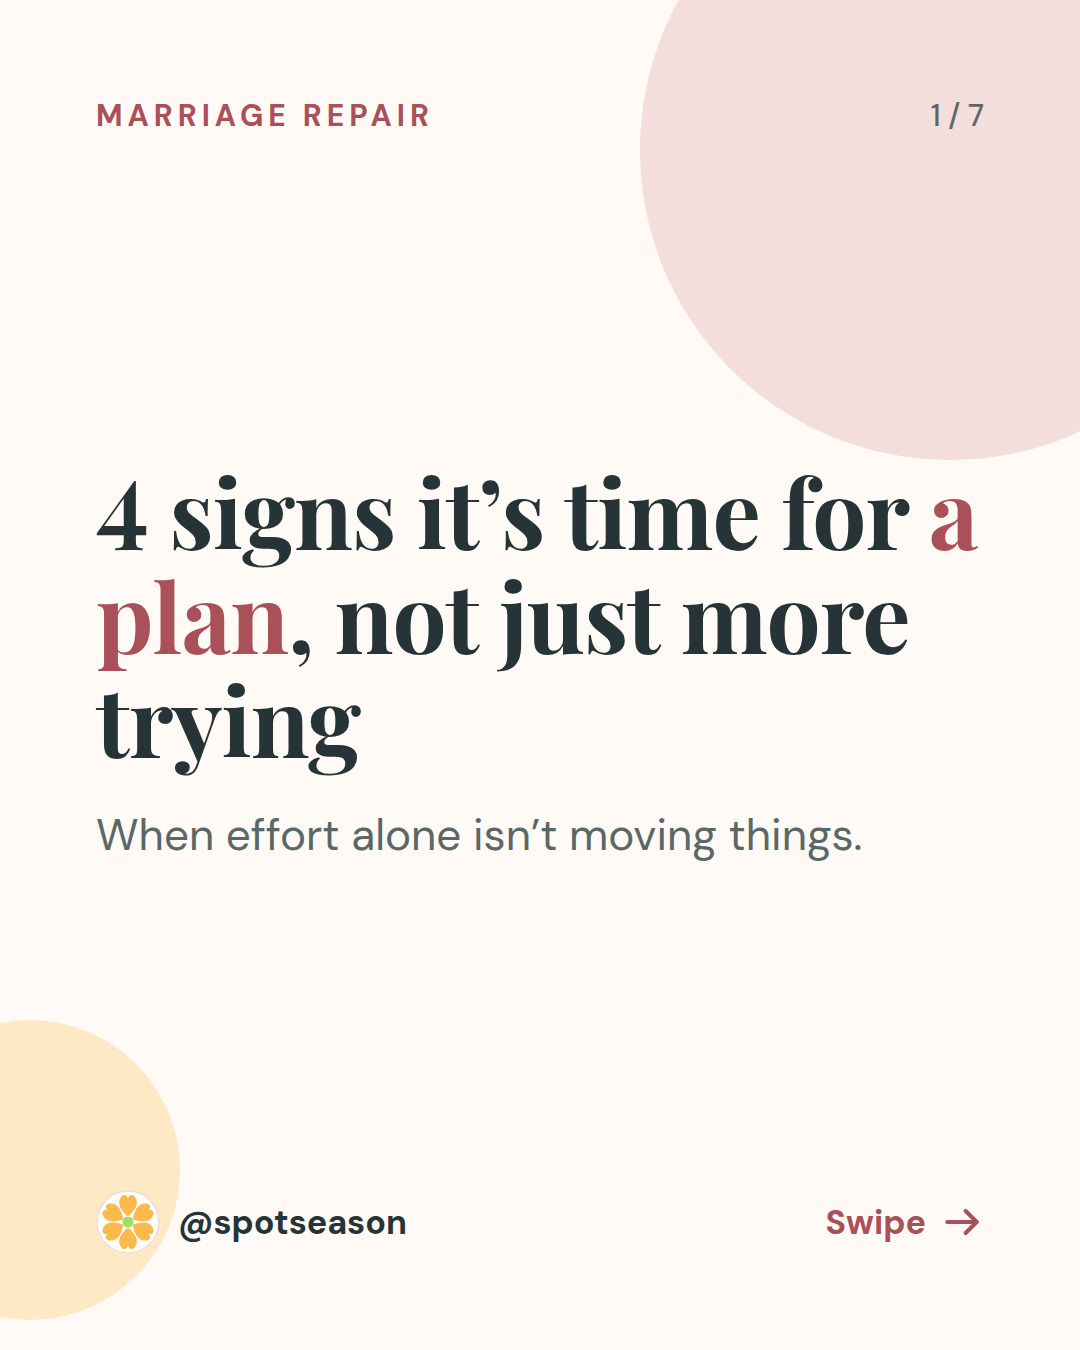 MARRIAGE REPAIR
1 / 7
4 signs it’s time for a
plan, not just more
trying
When effort alone isn’t moving things.
@spotseason
Swipe →